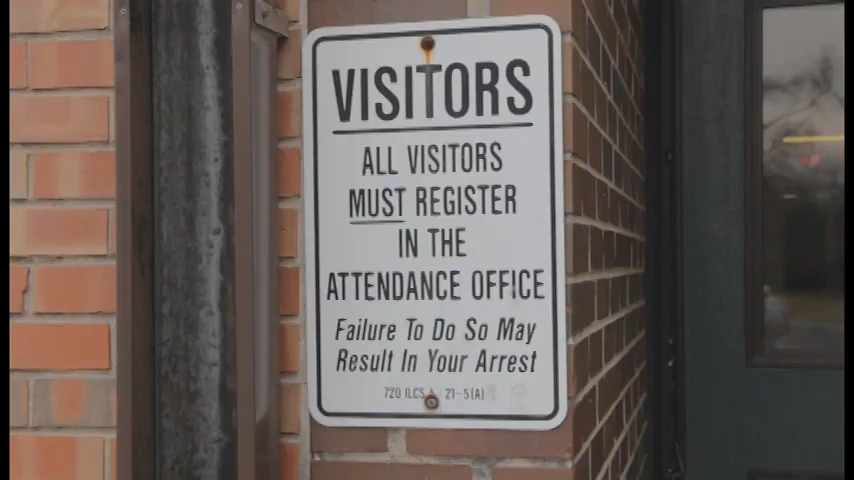 VISITORS
ALL VISITORS
MUST REGISTER
IN THE
ATTENDANCE OFFICE
Failure To Do So May
Result In Your Arrest
720 ILCS 21-5(A)